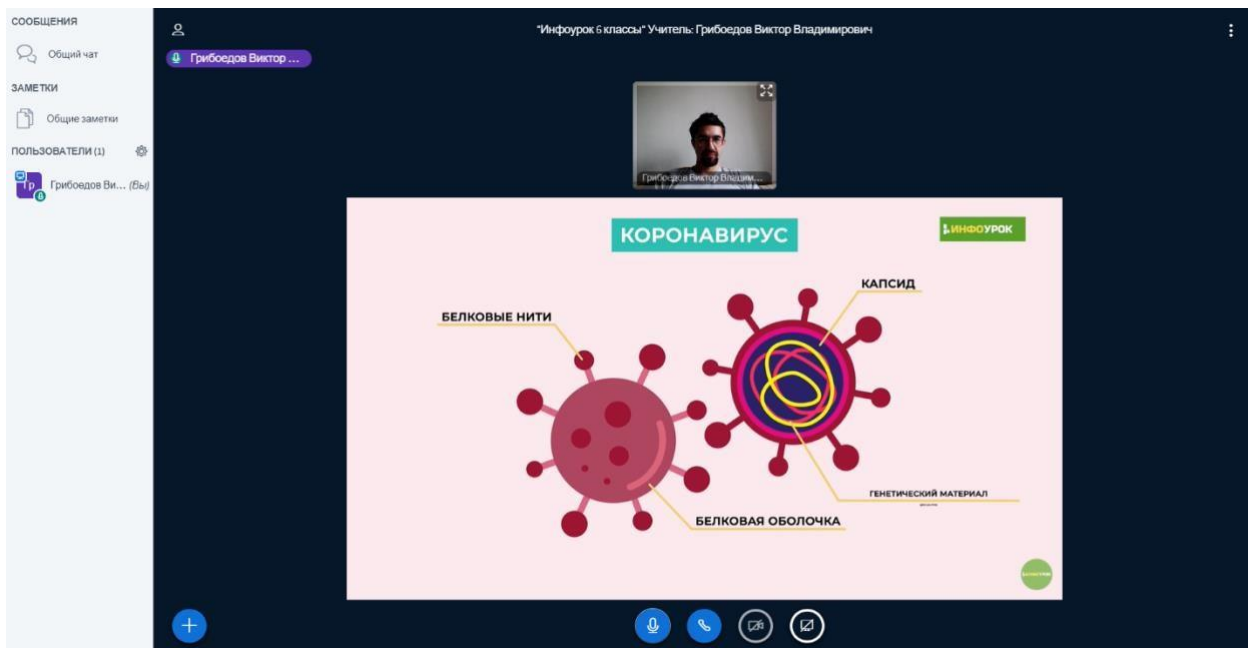 СООБЩЕНИЯ
Общий чат
ЗАМЕТКИ
Общие заметки
ПОЛЬЗОВАТЕЛИ (1)
Гр
Грибоедов Ви... (Вы)
"Инфоурок 6 классы" Учитель: Грибоедов Виктор Владимирович
Грибоедов Виктор ...
Грибоедов Виктор Владим...
КОРОНАВИРУС
ИНФОУРОК
КАПСИД
БЕЛКОВЫЕ НИТИ
ГЕНЕТИЧЕСКИЙ МАТЕРИАЛ
БЕЛКОВАЯ ОБОЛОЧКА